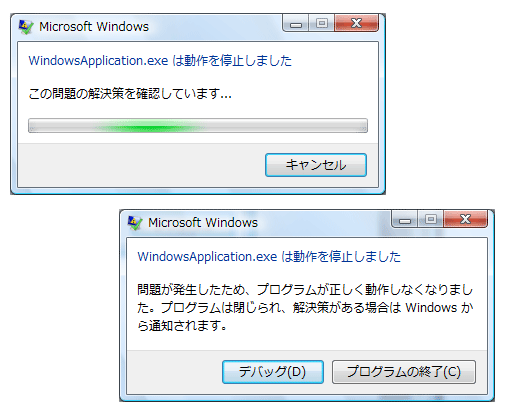 Microsoft Windows
WindowsApplication.exe は動作を停止しました
この問題の解決策を確認しています...
キャンセル
Microsoft Windows
WindowsApplication.exe は動作を停止しました
問題が発生したため、プログラムが正しく動作しなくなりまし
た。プログラムは閉じられ、解決策がある場合は Windows か
ら通知されます。
デバッグ(D)
プログラムの終了(C)